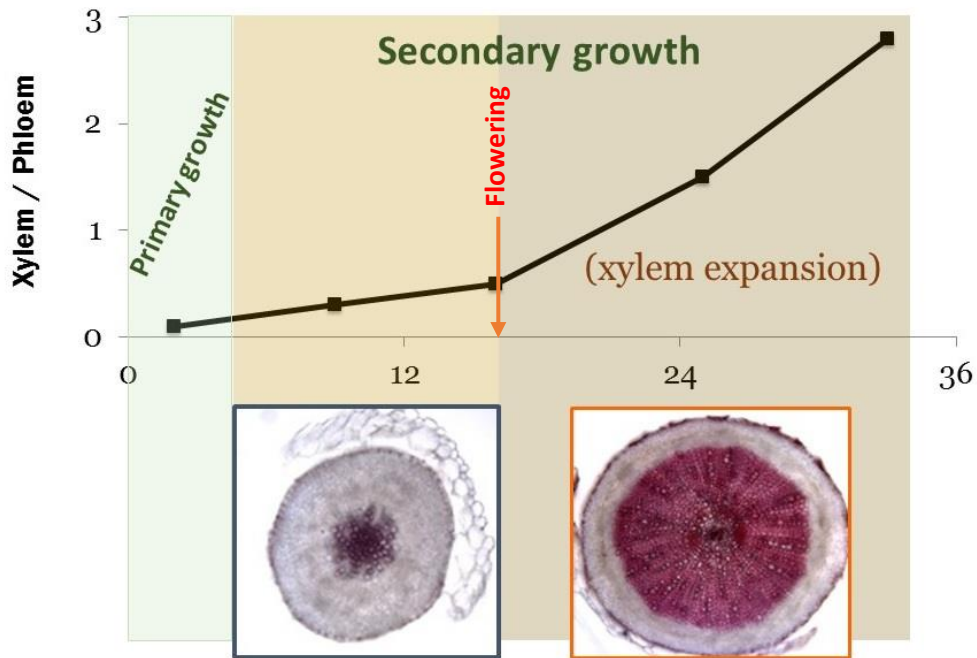 3
Secondary growth
Primary growth
Flowering
Xylem / Phloem
2
1
(xylem expansion)
0
0 12 24 36